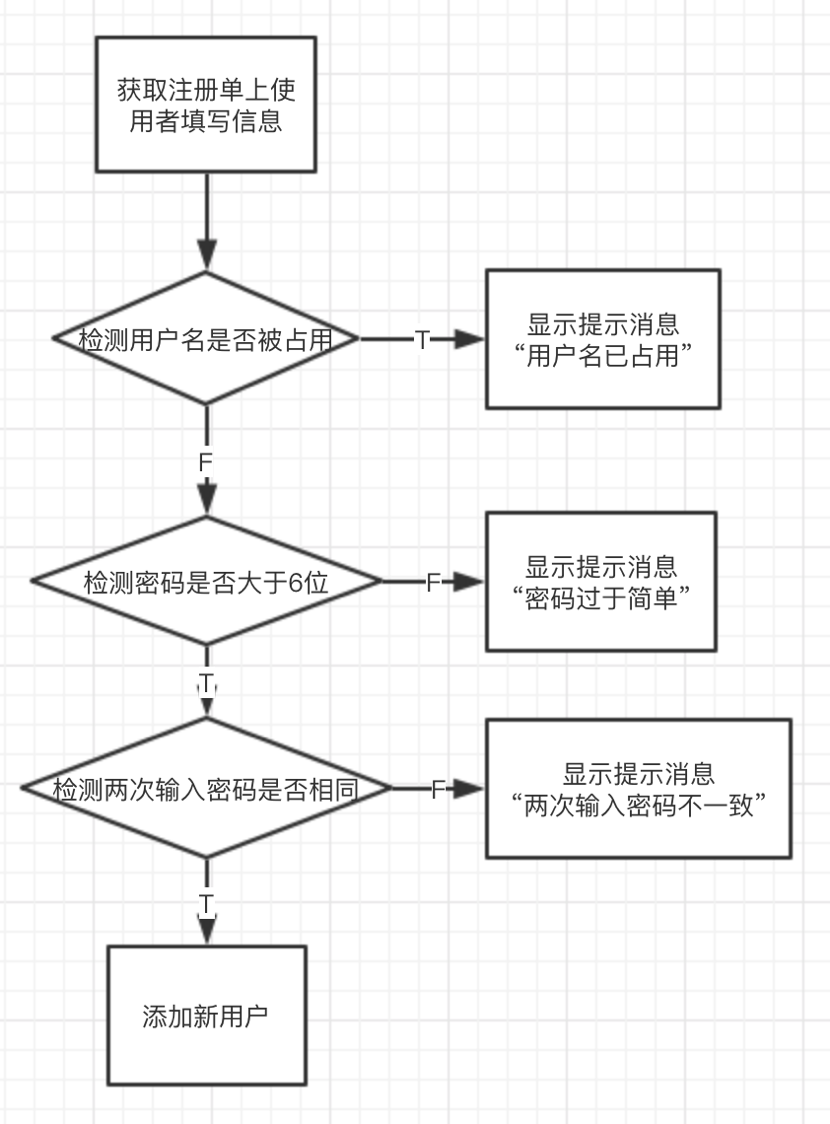 获取注册单上使
用者填写信息
检测用户名是否被占用
T
显示提示消息
“用户名已占用”
F
检测密码是否大于6位
F
显示提示消息
“密码过于简单”
T
检测两次输入密码是否相同
F
显示提示消息
“两次输入密码不一致”
T
添加新用户